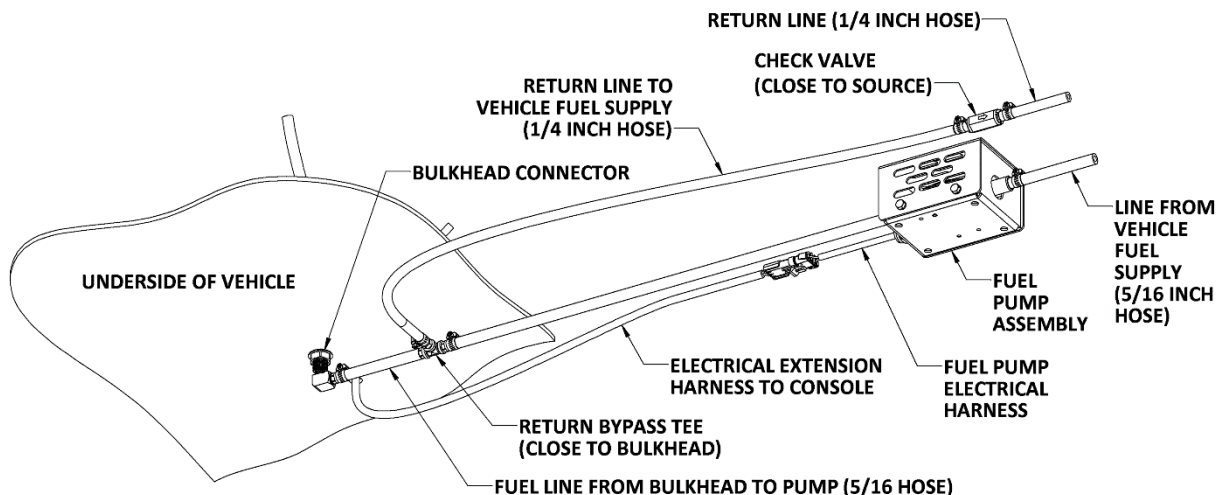 RETURN LINE (1/4 INCH HOSE)
CHECK VALVE
(CLOSE TO SOURCE)
RETURN LINE TO
VEHICLE FUEL SUPPLY
(1/4 INCH HOSE)
BULKHEAD CONNECTOR
UNDERSIDE OF VEHICLE
LINE FROM
VEHICLE
FUEL
SUPPLY
(5/16 INCH
HOSE)
FUEL
PUMP
ASSEMBLY
ELECTRICAL EXTENSION
HARNESS TO CONSOLE
FUEL PUMP
ELECTRICAL
HARNESS
RETURN BYPASS TEE
(CLOSE TO BULKHEAD)
FUEL LINE FROM BULKHEAD TO PUMP (5/16 HOSE)